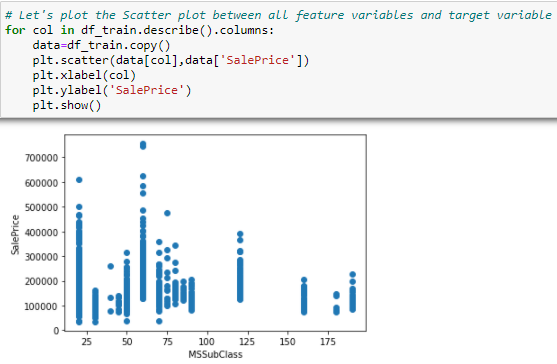 # Let's plot the Scatter plot between all feature variables and target variable
for col in df_train.describe().columns:
    data=df_train.copy()
    plt.scatter(data[col],data['SalePrice'])
    plt.xlabel(col)
    plt.ylabel('SalePrice')
    plt.show()
700000
600000
500000
400000
300000
200000
100000
0
SalePrice
25 50 75 100 125 150 175
MSSubClass